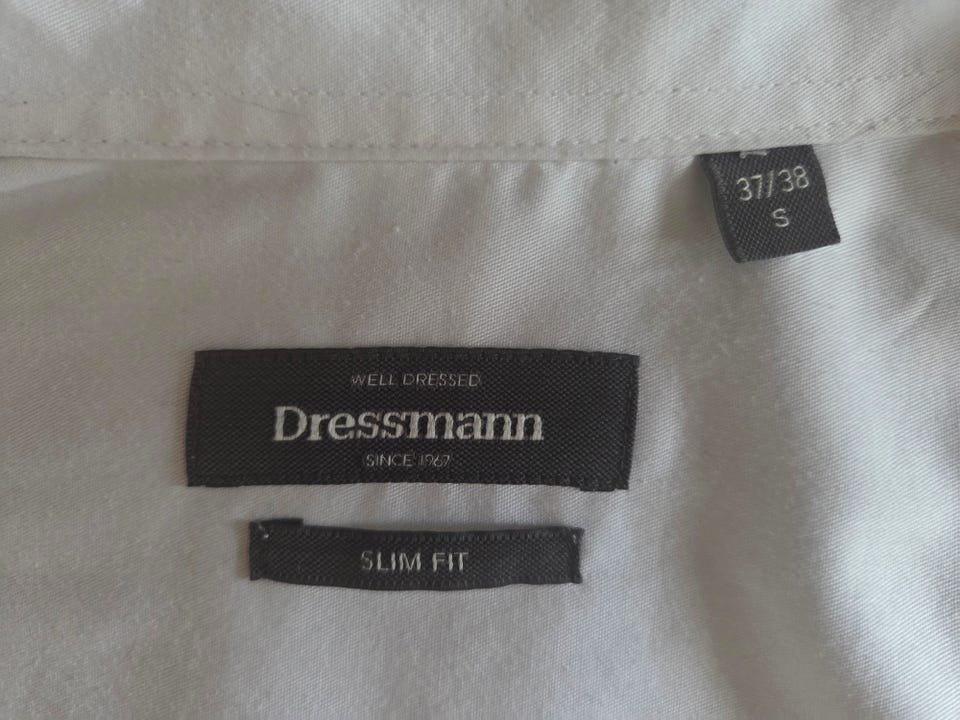 37/38
S
WELL DRESSED
Dressmann
SINCE 1967
SLIM FIT